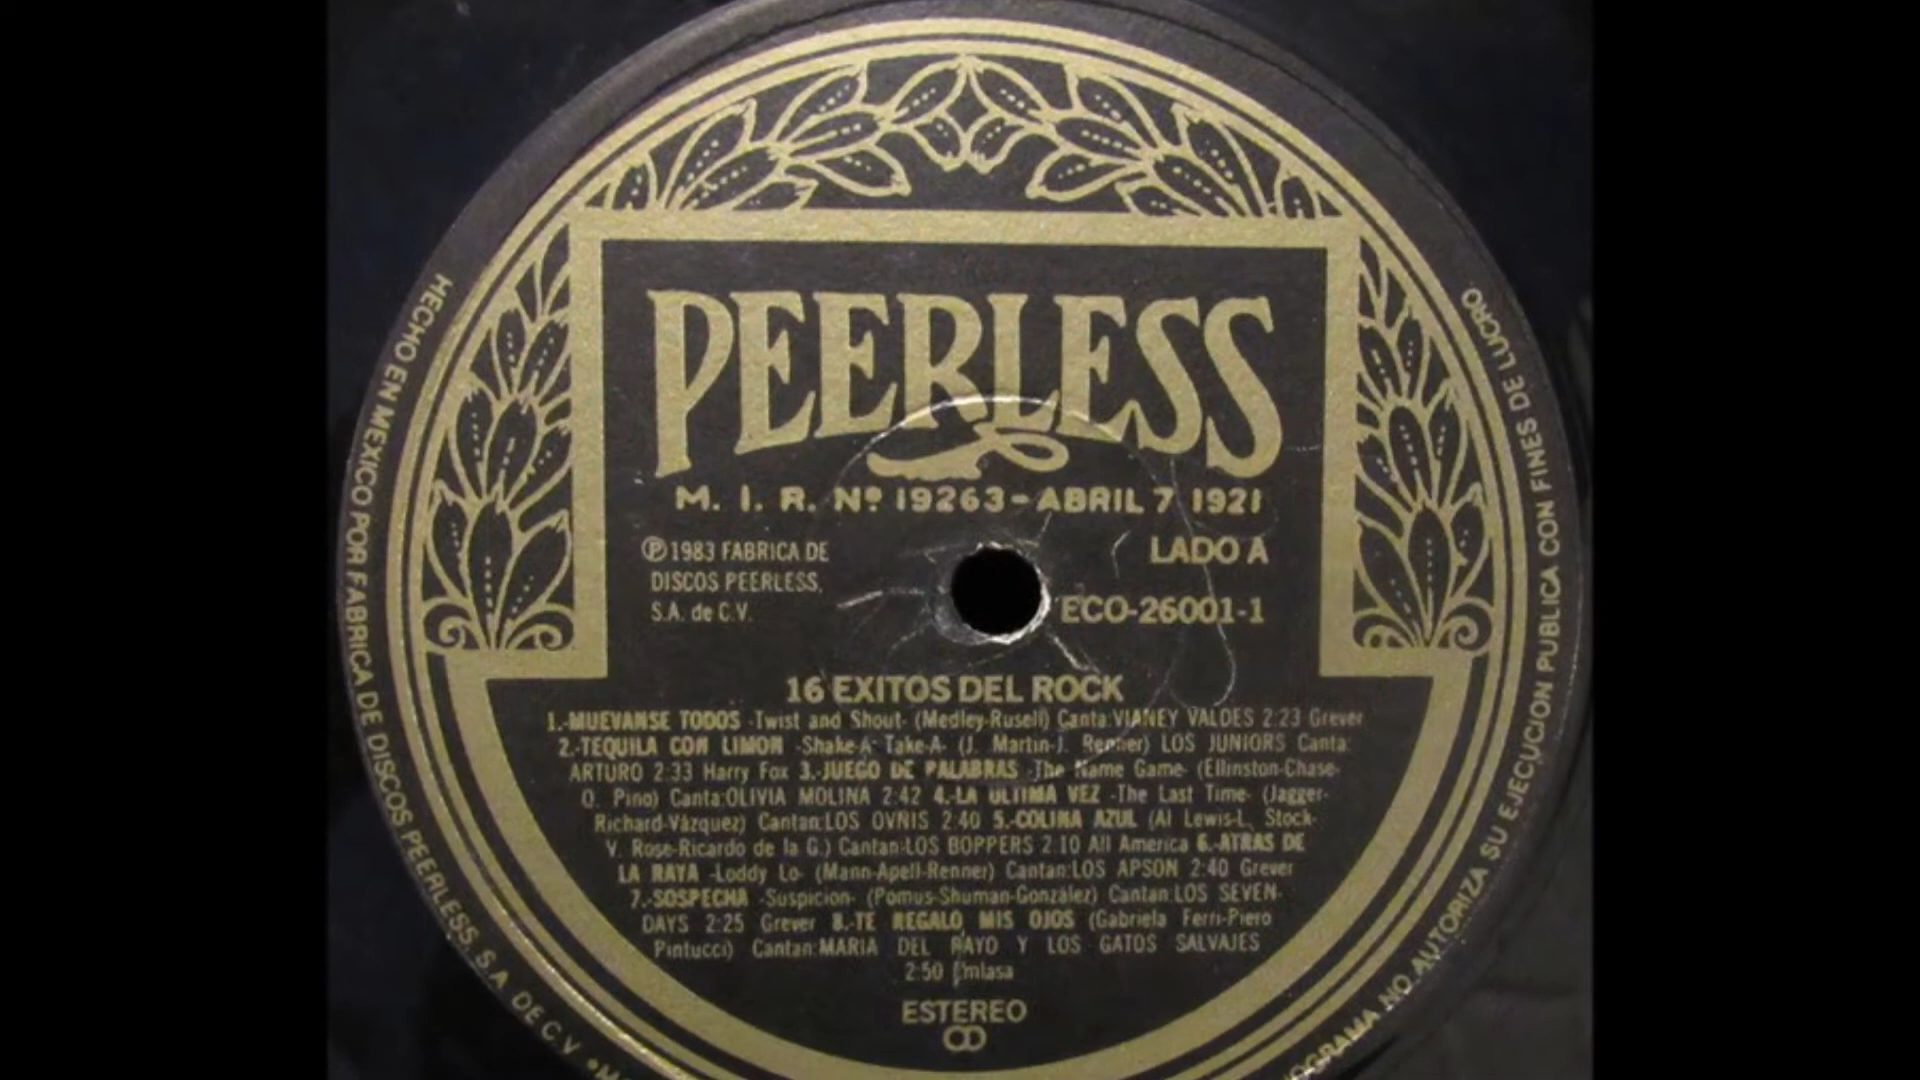 PEERLESS
M. I. R. Nº 19263-ABRIL 7 1921
Ⓟ1983 FABRICA DE
DISCOS PEERLESS,
S.A. de C.V.
LADO A
ECO-26001-1
16 EXITOS DEL ROCK
1.-MUEVANSE TODOS -Twist and Shout- (Medley-Rusell) Canta:VIANEY VALDES 2:23 Grever
2.-TEQUILA CON LIMON -Shake-A- Take-A- (J. Martin-J. Renner) LOS JUNIORS Canta:
ARTURO 2:33 Harry Fox 3.-JUEGO DE PALABRAS -The Name Game- (Ellinston-Chase-
O. Pino) Canta:OLIVIA MOLINA 2:42 4.-LA ULTIMA VEZ -The Last Time- (Jagger-
Richard-Vázquez) Cantan:LOS OVNIS 2:40 5.-COLINA AZUL (Al Lewis-L. Stock-
V. Rose-Ricardo de la G.) Cantan:LOS BOPPERS 2:10 All America 6.-ATRAS DE
LA RAYA -Loddy Lo- (Mann-Apell-Renner) Cantan:LOS APSON 2:40 Grever
7.-SOSPECHA -Suspicion- (Pomus-Shuman-González) Cantan:LOS SEVEN-
DAYS 2:25 Grever 8.-TE REGALO MIS OJOS (Gabriela Ferri-Piero
Pintucci) Cantan:MARIA DEL RAYO Y LOS GATOS SALVAJES
2:50 Emlasa
ESTEREO
HECHO EN MEXICO POR FABRICA DE DISCOS PEERLESS, S.A. DE C.V.
NO AUTORIZA SU EJECUCION PUBLICA CON FINES DE LUCRO.